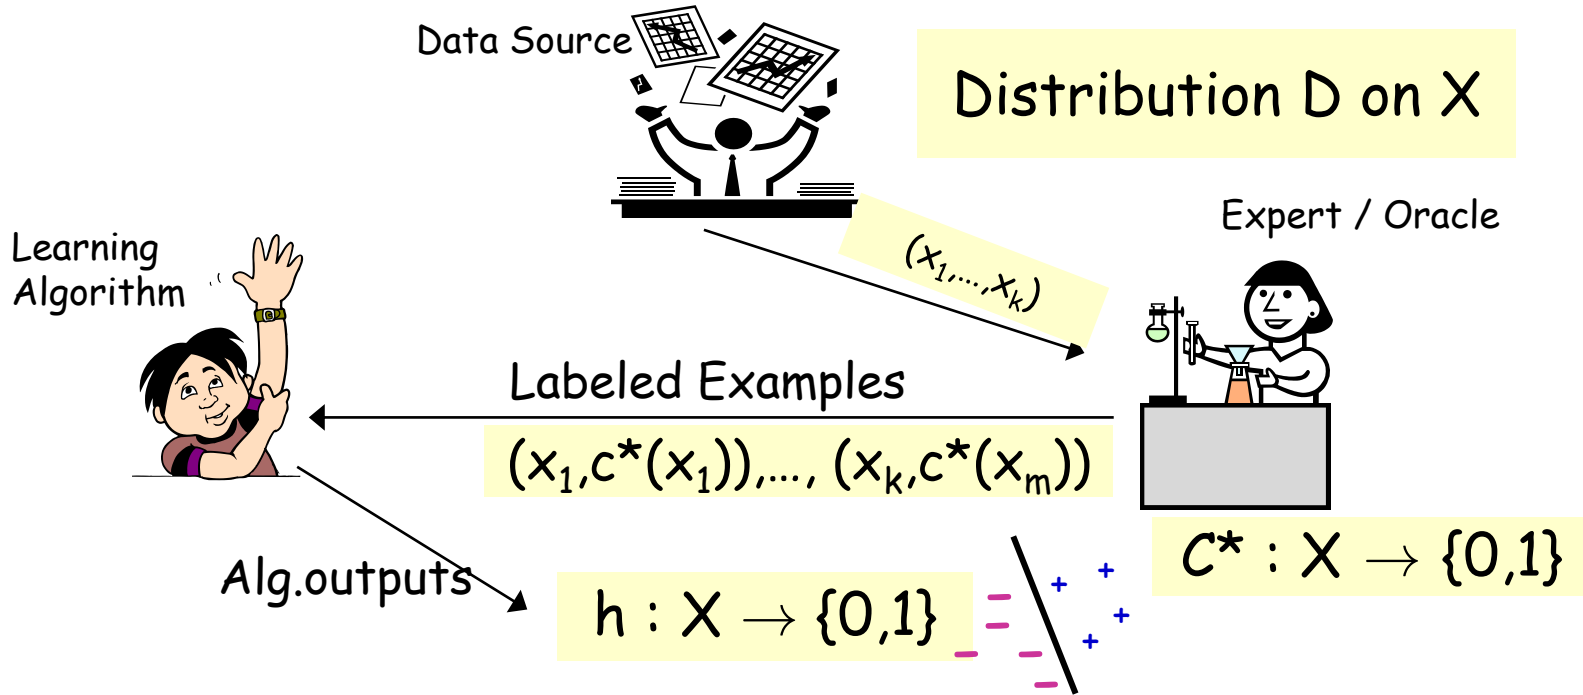 Data Source
Distribution D on X
Expert / Oracle
Learning
Algorithm
(x₁,...,xₖ)
Labeled Examples
(x₁,c*(x₁)),..., (xₖ,c*(xₘ))
C* : X → {0,1}
Alg.outputs
h : X → {0,1}